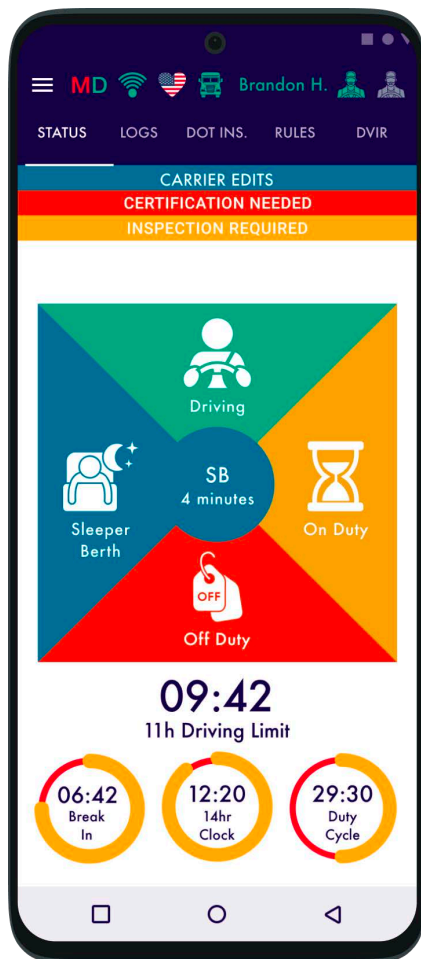 MD
Brandon H.
STATUS LOGS DOT INS. RULES DVIR
CARRIER EDITS
CERTIFICATION NEEDED
INSPECTION REQUIRED
Driving
SB
4 minutes
Sleeper
Berth
On Duty
OFF
Off Duty
09:42
11h Driving Limit
06:42
Break
In
12:20
14hr
Clock
29:30
Duty
Cycle